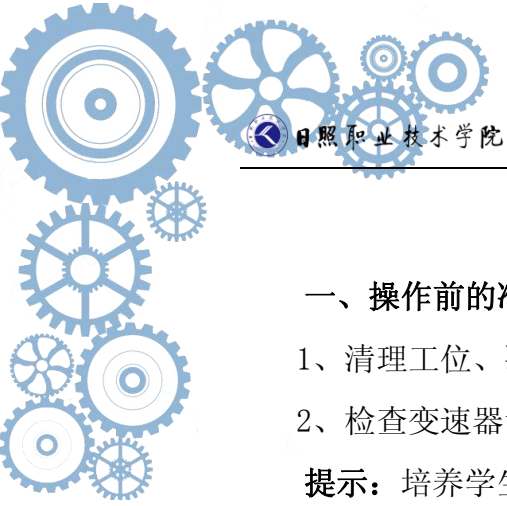 日照职业技术学院
一、操作前的
1、清理工位、
2、检查变速器
提示：培养学生